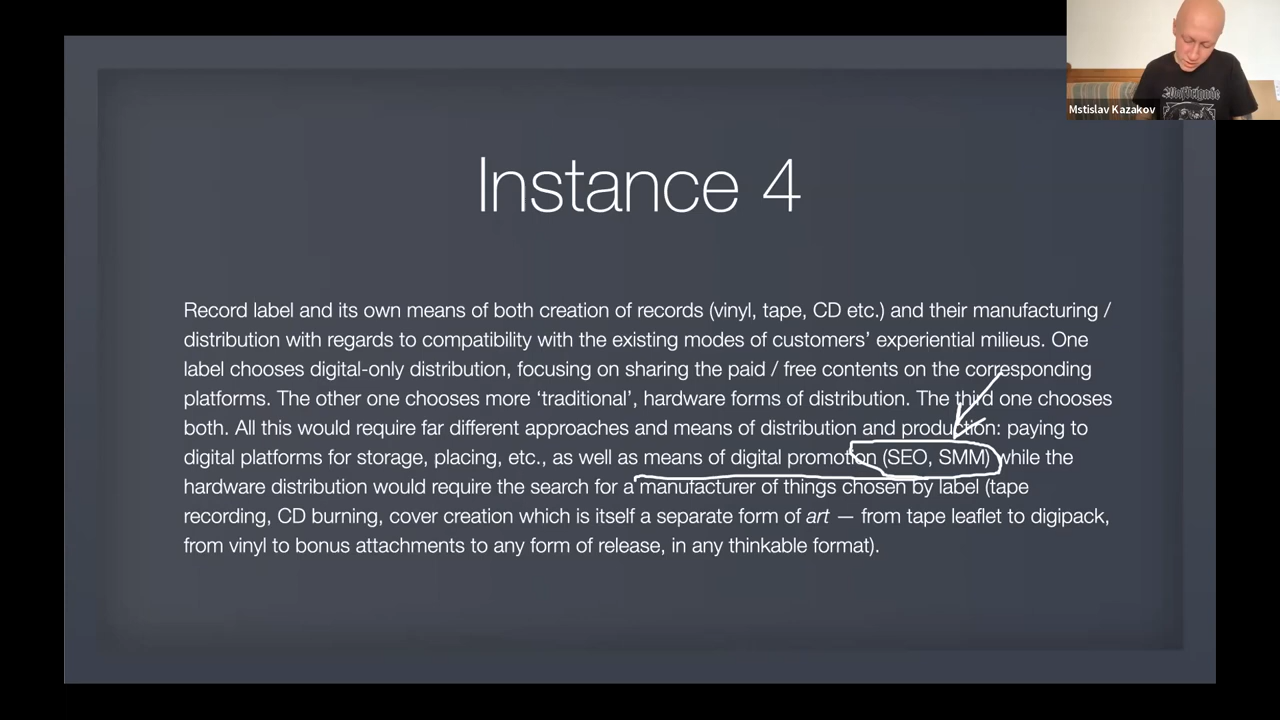 Wolfbrigade
Mstislav Kazakov
Instance 4
Record label and its own means of both creation of records (vinyl, tape, CD etc.) and their manufacturing /
distribution with regards to compatibility with the existing modes of customers’ experiential milieus. One
label chooses digital-only distribution, focusing on sharing the paid / free contents on the corresponding
platforms. The other one chooses more ‘traditional’, hardware forms of distribution. The third one chooses
both. All this would require far different approaches and means of distribution and production: paying to
digital platforms for storage, placing, etc., as well as means of digital promotion (SEO, SMM) while the
hardware distribution would require the search for a manufacturer of things chosen by label (tape
recording, CD burning, cover creation which is itself a separate form of art — from tape leaflet to digipack,
from vinyl to bonus attachments to any form of release, in any thinkable format).